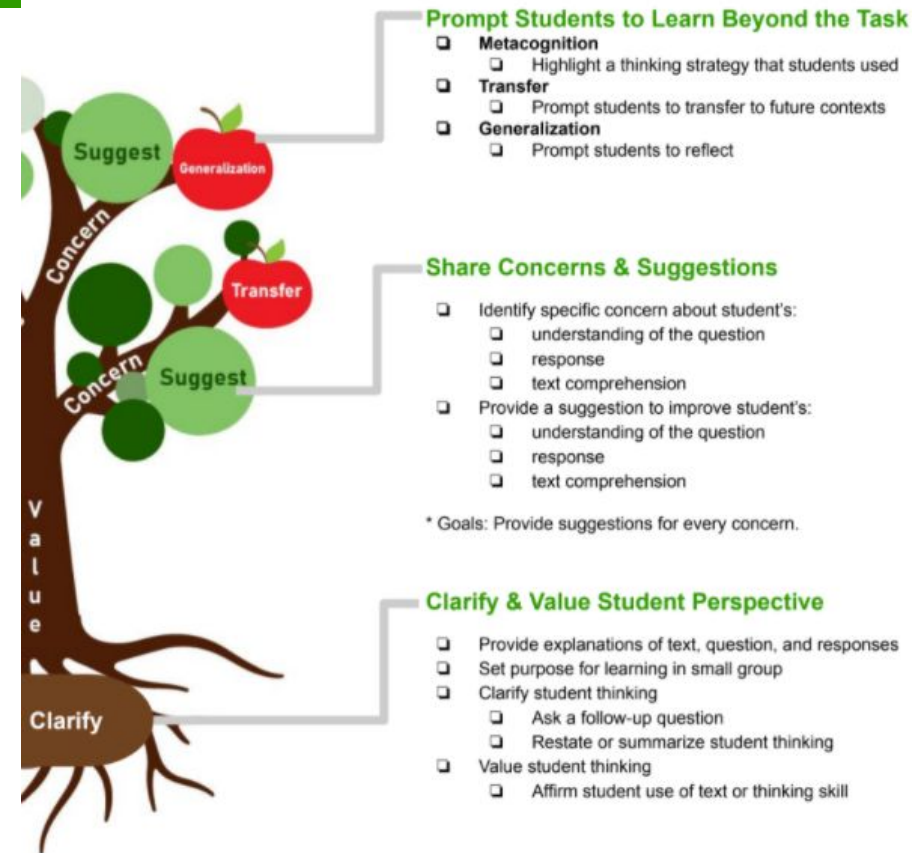 Prompt Students to Learn Beyond the Task
Metacognition
Highlight a thinking strategy that students used
Transfer
Prompt students to transfer to future contexts
Generalization
Prompt students to reflect
Suggest
Generalization
Concern
Share Concerns & Suggestions
Identify specific concern about student's:
understanding of the question
response
text comprehension
Provide a suggestion to improve student's:
understanding of the question
response
text comprehension
* Goals: Provide suggestions for every concern.
Transfer
Concern
Suggest
Value
Clarify & Value Student Perspective
Provide explanations of text, question, and responses
Set purpose for learning in small group
Clarify student thinking
Ask a follow-up question
Restate or summarize student thinking
Value student thinking
Affirm student use of text or thinking skill
Clarify